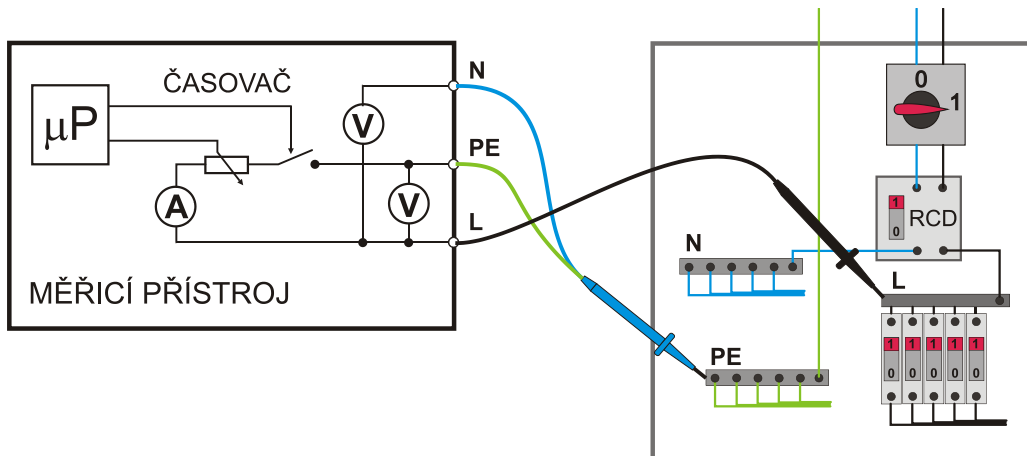 ČASOVAČ
µP
V
A
V
N
PE
L
MĚŘICÍ PŘÍSTROJ
0
1
1
0
RCD
N
L
PE
1 1 1 1 1
0 0 0 0 0